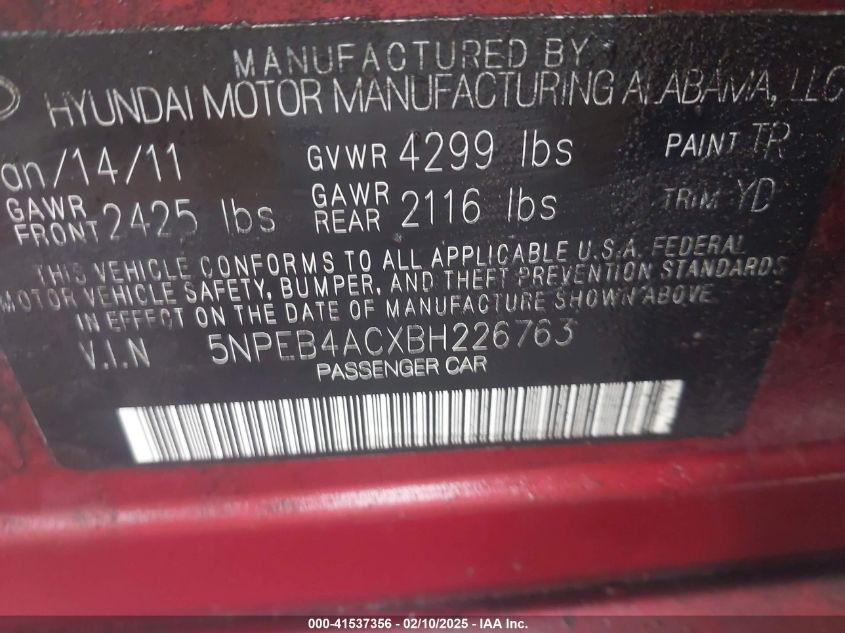 MANUFACTURED BY
HYUNDAI MOTOR MANUFACTURING ALABAMA, LLC
an/14/11 GVWR 4299 lbs PAINT TR
GAWR FRONT 2425 lbs GAWR REAR 2116 lbs TRIM YD
THIS VEHICLE CONFORMS TO ALL APPLICABLE U.S.A. FEDERAL
MOTOR VEHICLE SAFETY, BUMPER, AND THEFT PREVENTION STANDARDS
IN EFFECT ON THE DATE OF MANUFACTURE SHOWN ABOVE
V.I.N 5NPEB4ACXBH226763
PASSENGER CAR
000-41537356 - 02/10/2025 - IAA Inc.